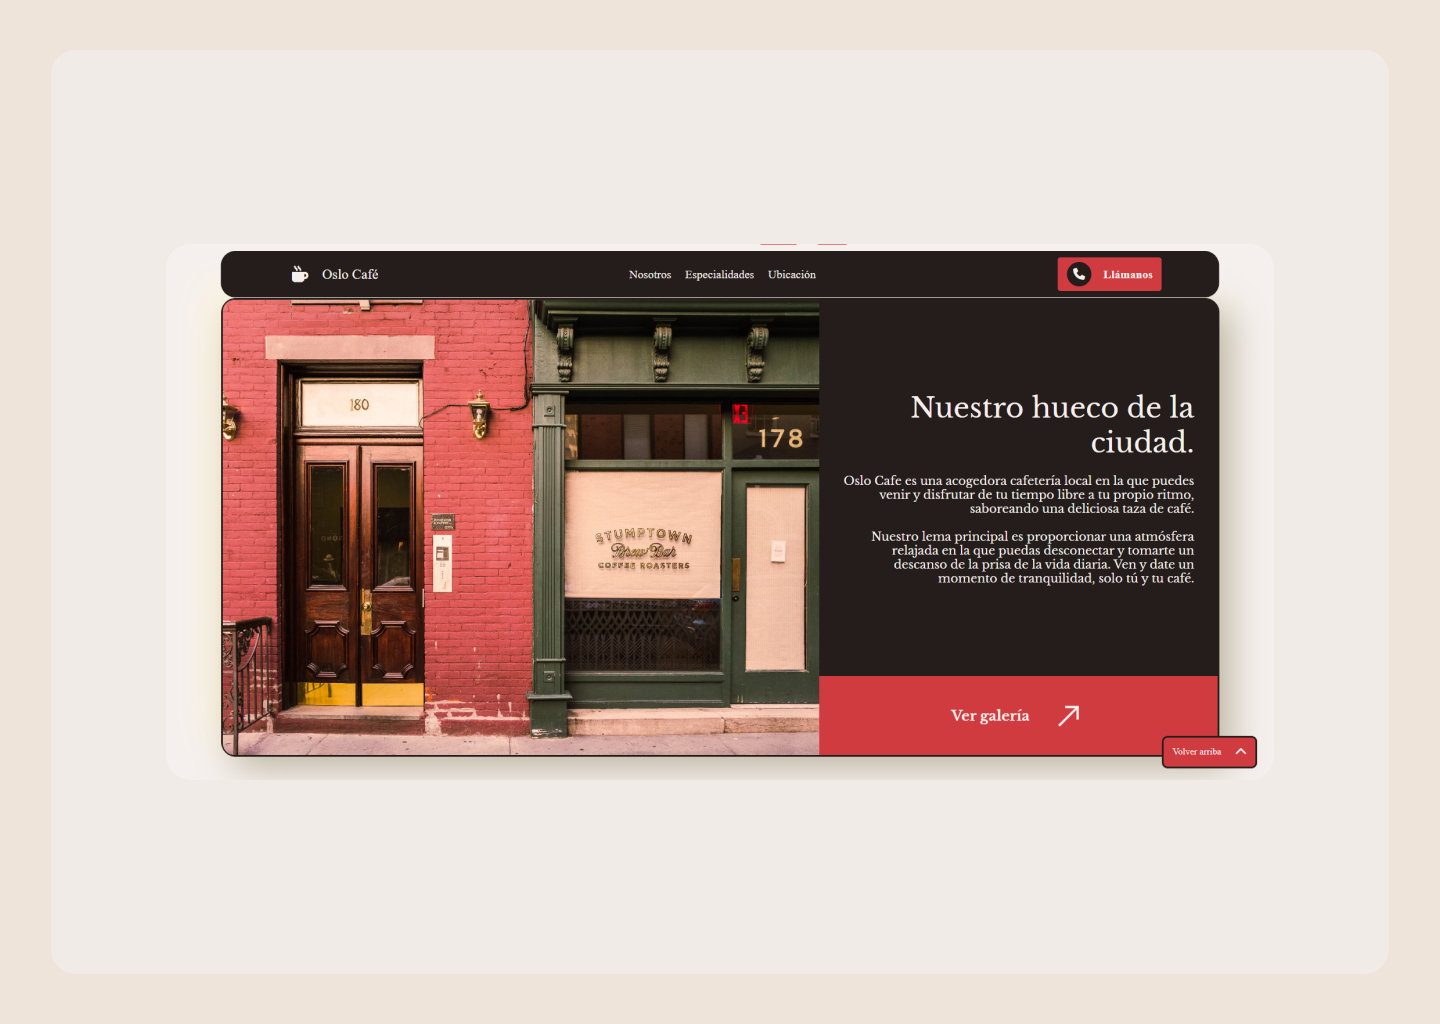 Oslo Café
Nosotros
Especialidades
Ubicación
Llámanos
180
178
STUMPTOWN
Brew Bar
COFFEE ROASTERS
Nuestro hueco de la
ciudad.
Oslo Cafe es una acogedora cafetería local en la que puedes
venir y disfrutar de tu tiempo libre a tu propio ritmo,
saboreando una deliciosa taza de café.
Nuestro lema principal es proporcionar una atmósfera
relajada en la que puedas desconectar y tomarte un
descanso de la prisa de la vida diaria. Ven y date un
momento de tranquilidad, solo tú y tu café.
Ver galería
Volver arriba